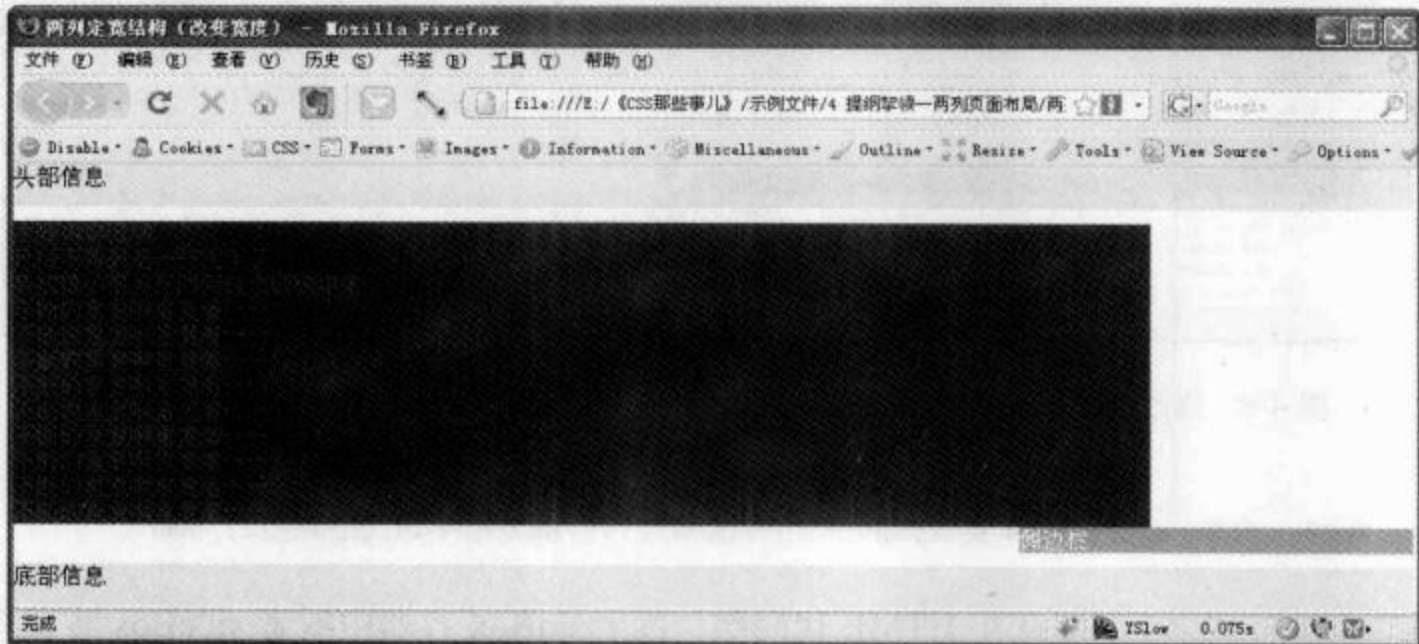 两列定宽结构（改变宽度） - Mozilla Firefox
文件 (F) 编辑 (E) 查看 (V) 历史 (S) 书签 (B) 工具 (T) 帮助 (H)
file:///E:/《CSS那些事儿》/示例文件/4 提纲挈领—两列页面布局/两 Google
Disable Cookies CSS Forms Images Information Miscellaneous Outline Resize Tools View Source Options
头部信息
侧边栏
底部信息
完成 YSlow 0.075s